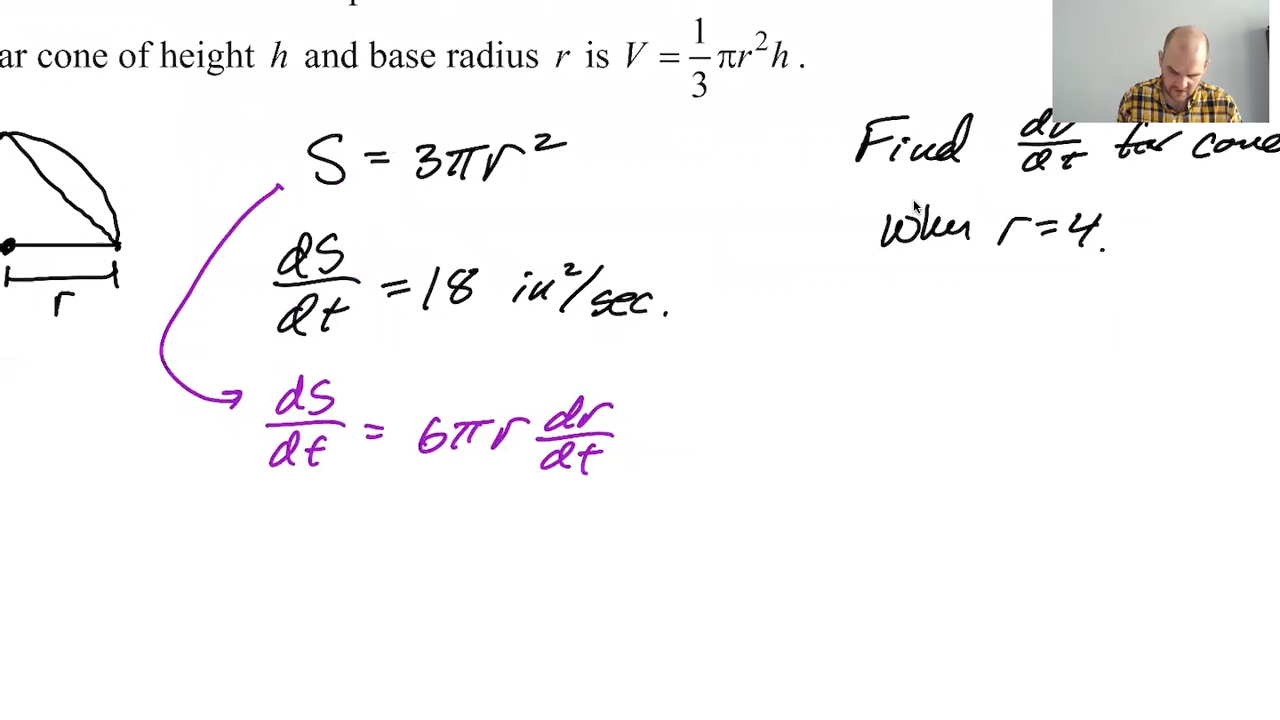 ar cone of height h and base radius r is V = 1/3 πr²h .
S = 3πr²
Find dV/dt for cone
when r = 4.
r
dS/dt = 18 in²/sec.
dS/dt = 6πr dr/dt